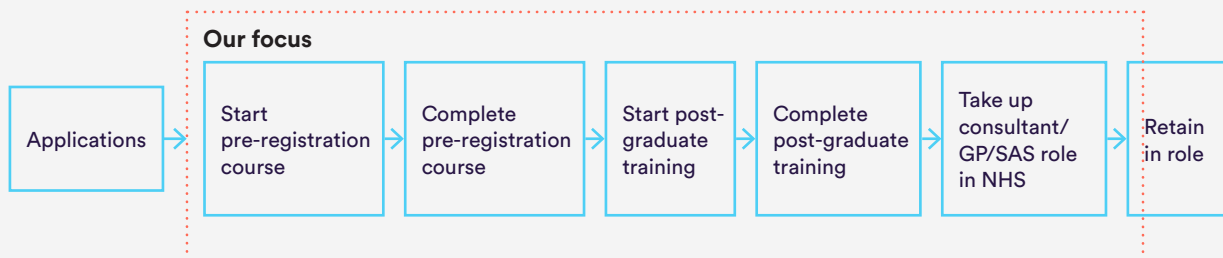 Our focus
Applications
Start
pre-registration
course
Complete
pre-registration
course
Start post-
graduate
training
Complete
post-graduate
training
Take up
consultant/
GP/SAS role
in NHS
Retain
in role